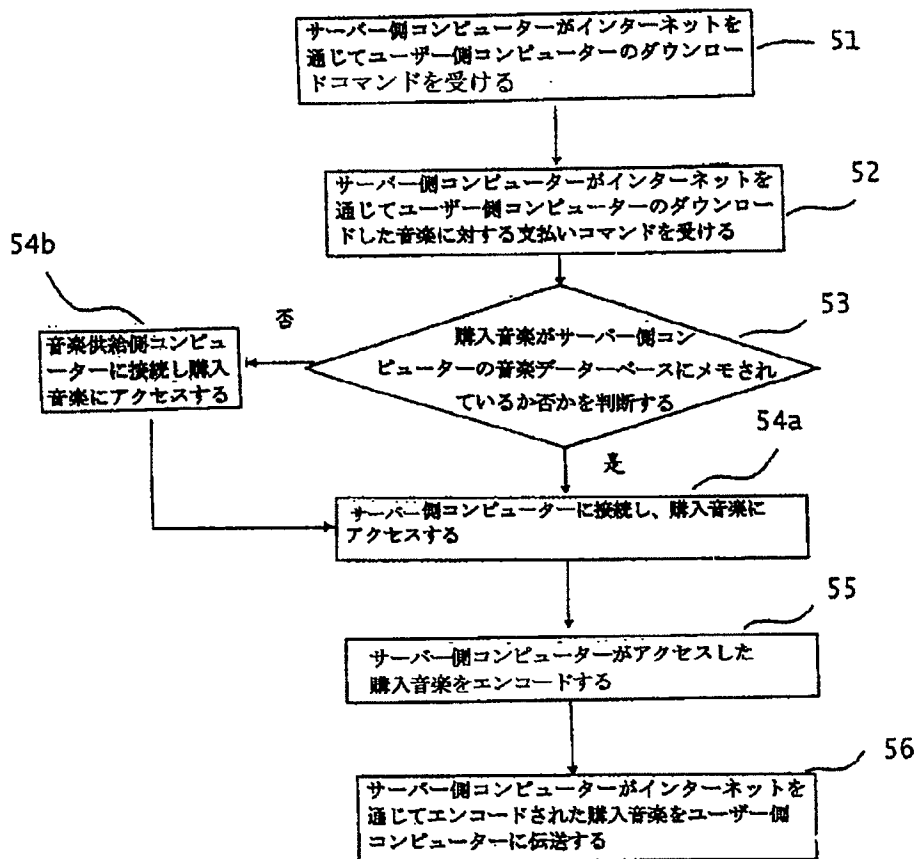 サーバー側コンピューターがインターネットを
通じてユーザー側コンピューターのダウンロー
ドコマンドを受ける
51
サーバー側コンピューターがインターネットを
通じてユーザー側コンピューターのダウンロー
ドした音楽に対する支払いコマンドを受ける
52
54b
否
53
音楽供給側コンピュ
ーターに接続し購入
音楽にアクセスする
購入音楽がサーバー側コン
ピューターの音楽データーベースにメモされ
ているか否かを判断する
是
54a
サーバー側コンピューターに接続し、購入音楽に
アクセスする
55
サーバー側コンピューターがアクセスした
購入音楽をエンコードする
56
サーバー側コンピューターがインターネットを
通じてエンコードされた購入音楽をユーザー側
コンピューターに伝送する